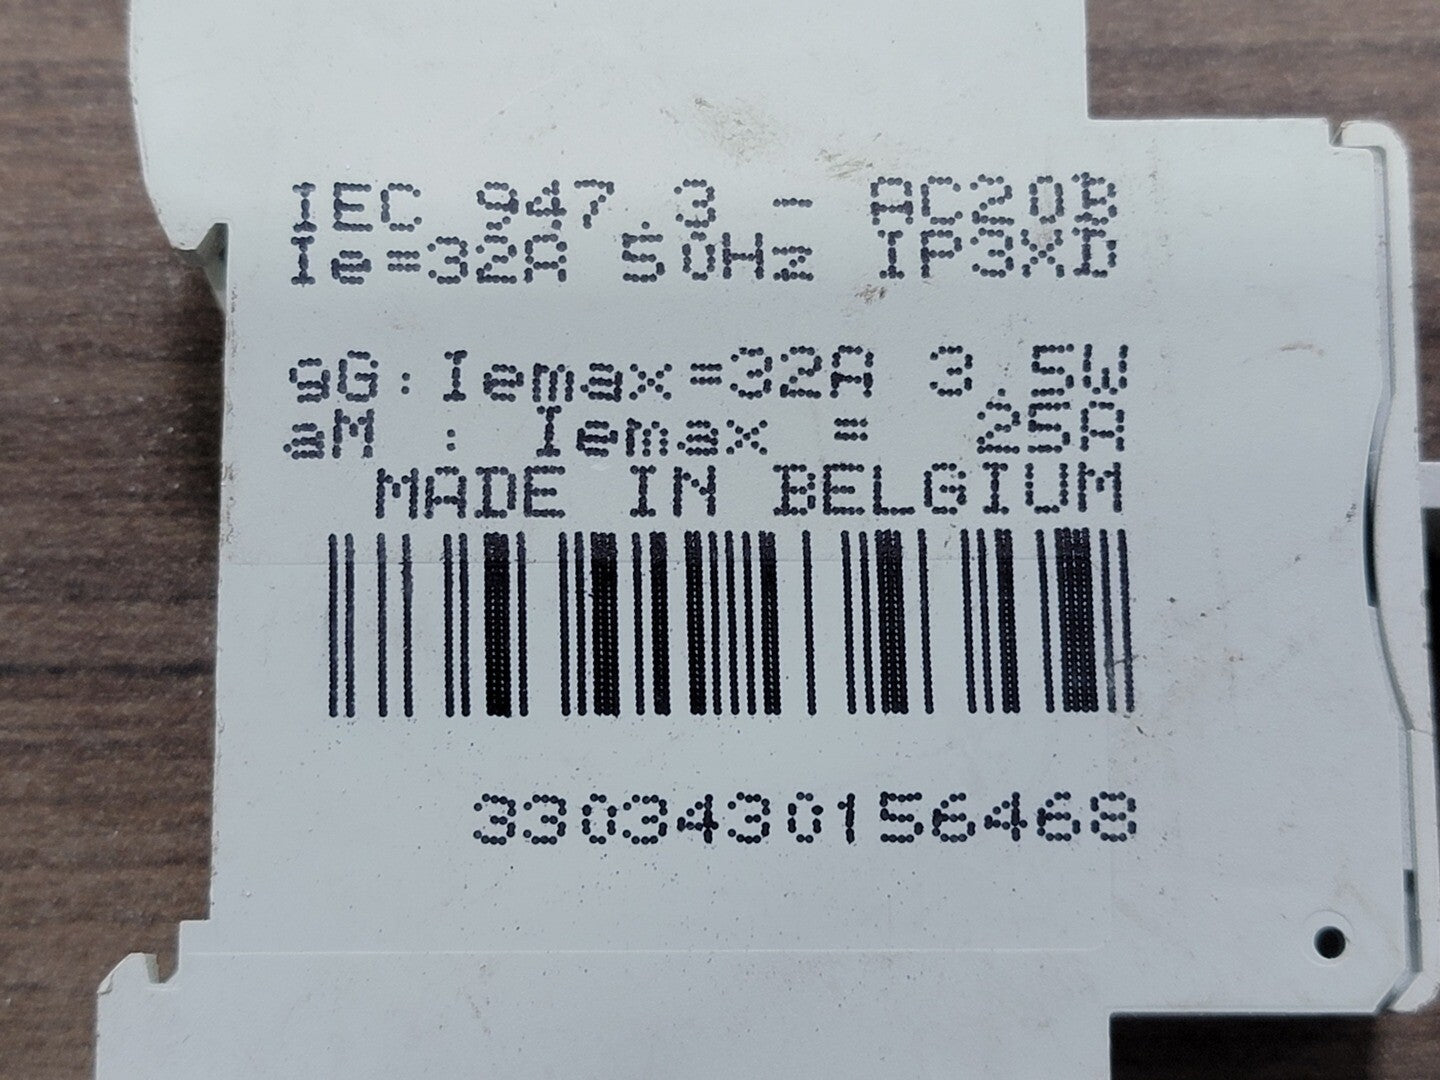 IEC 947.3 - AC20B
Ie=32A 50Hz IP3XD
gG:Iemax=32A 3.5W
aM : Iemax = 25A
MADE IN BELGIUM
3303430156468